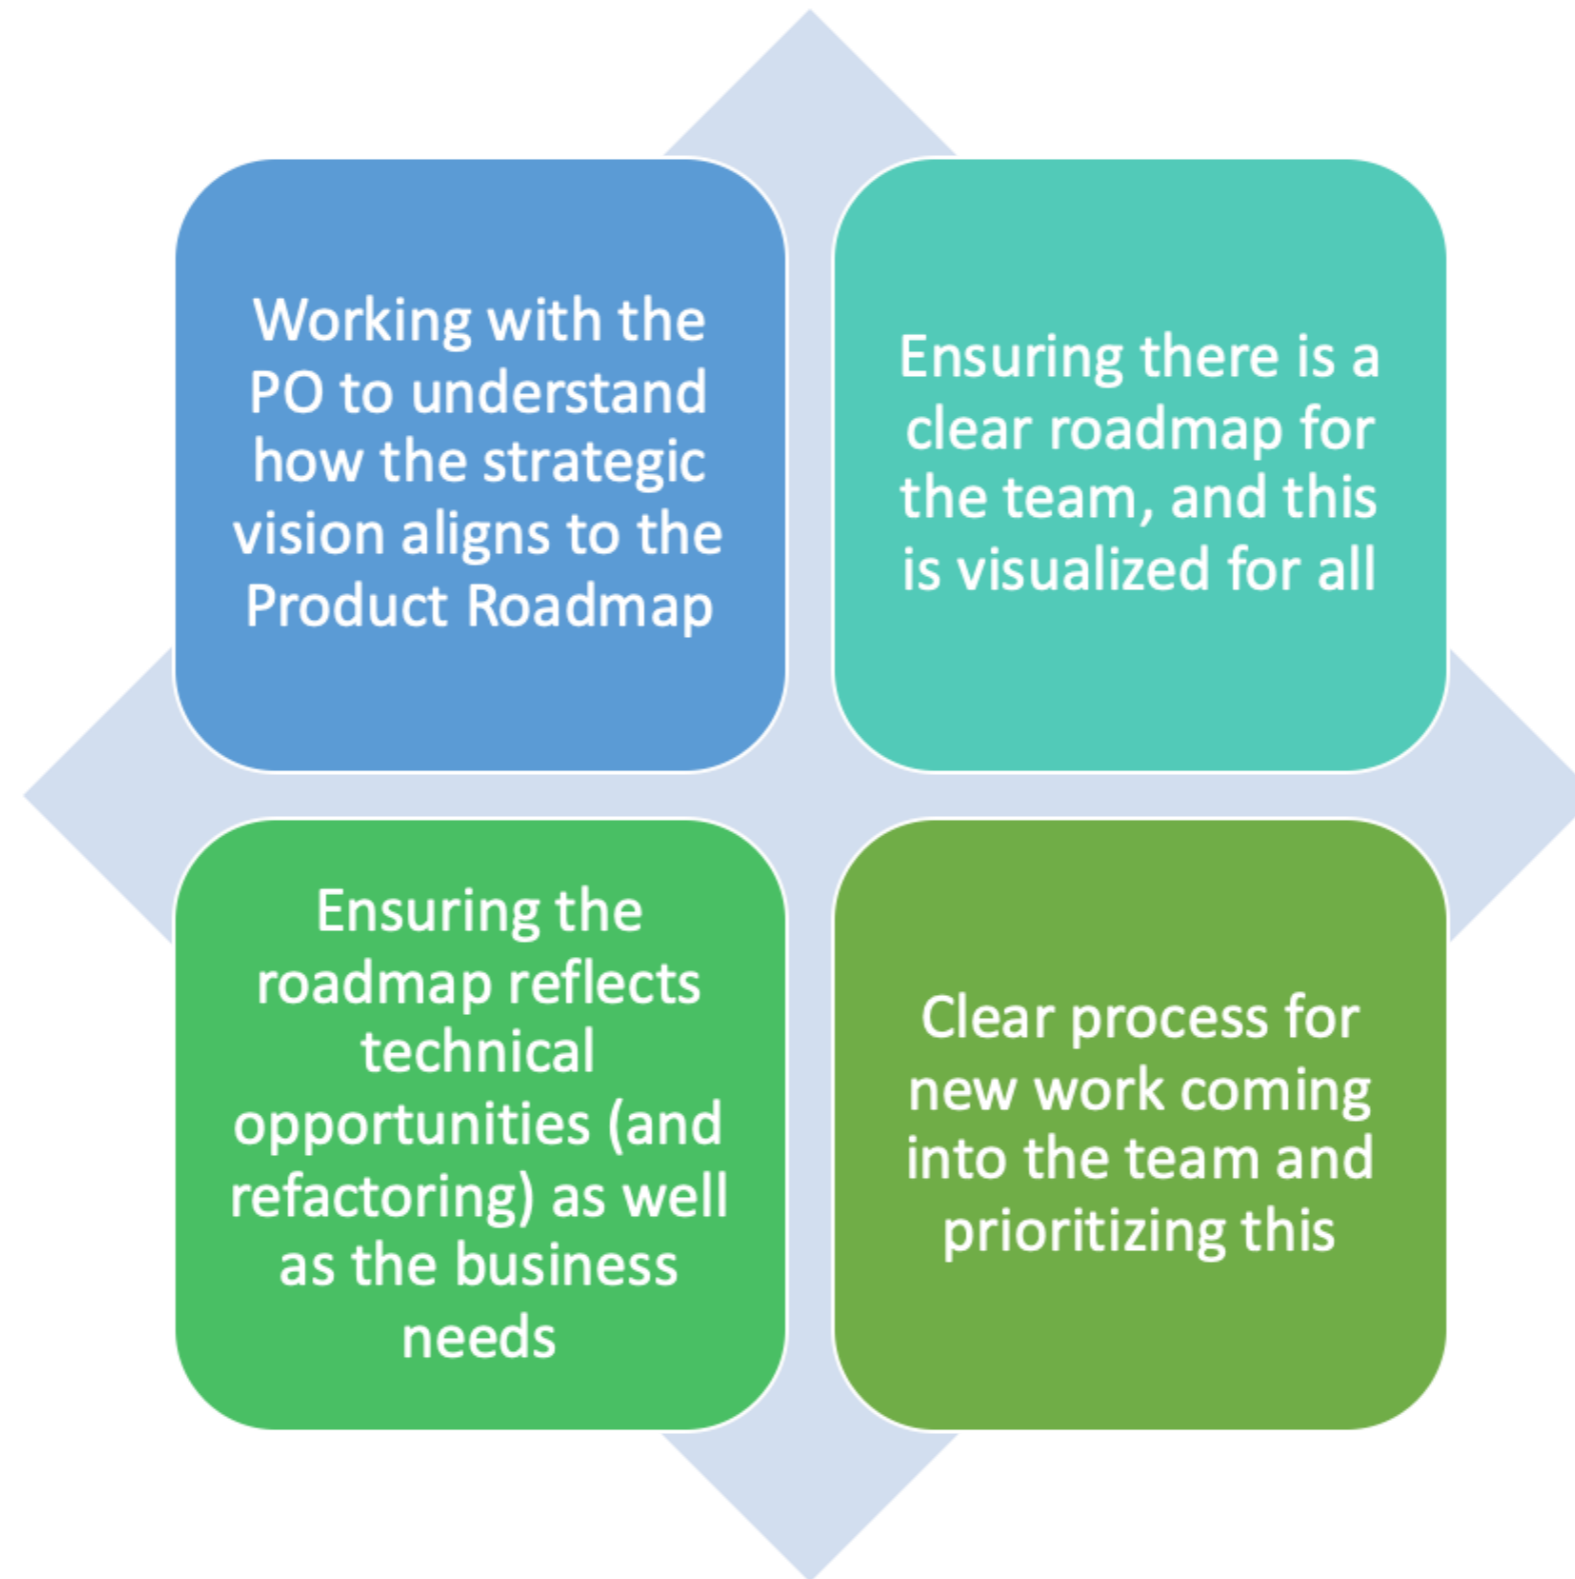 Working with the
PO to understand
how the strategic
vision aligns to the
Product Roadmap
Ensuring there is a
clear roadmap for
the team, and this
is visualized for all
Ensuring the
roadmap reflects
technical
opportunities (and
refactoring) as well
as the business
needs
Clear process for
new work coming
into the team and
prioritizing this